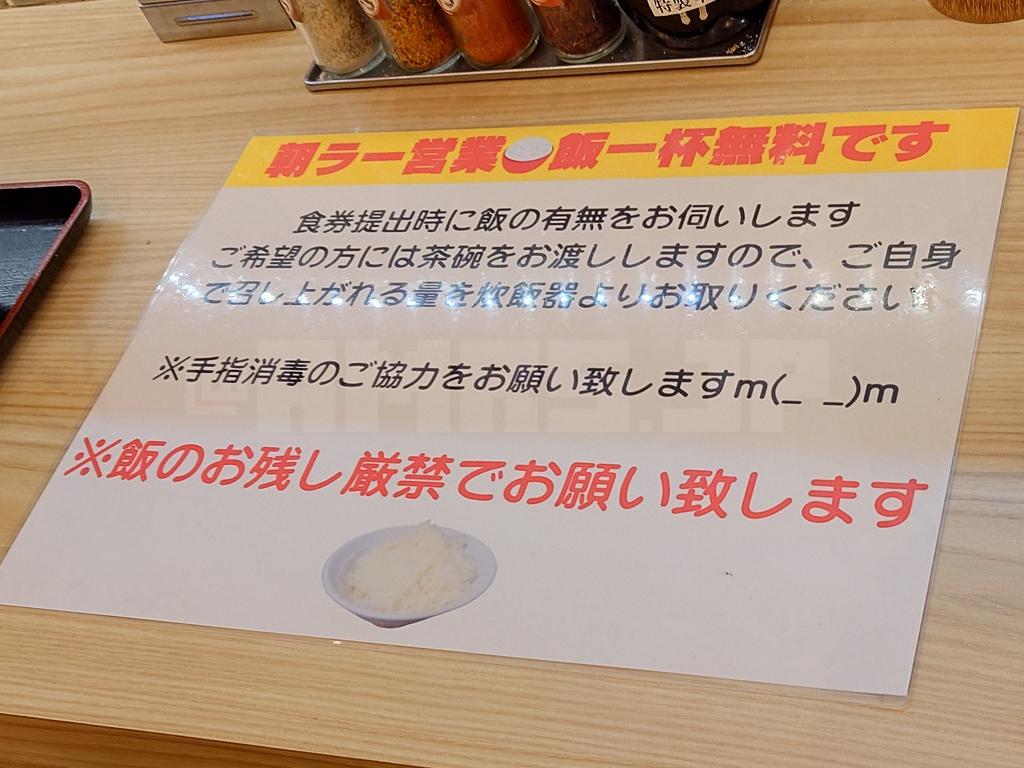 特製
朝ラー営業🍚飯一杯無料です
食券提出時に飯の有無をお伺いします
ご希望の方には茶碗をお渡ししますので、ご自身
で召し上がれる量を炊飯器よりお取りください
※手指消毒のご協力をお願い致しますm(_ _)m
RMNS.JP
※飯のお残し厳禁でお願い致します